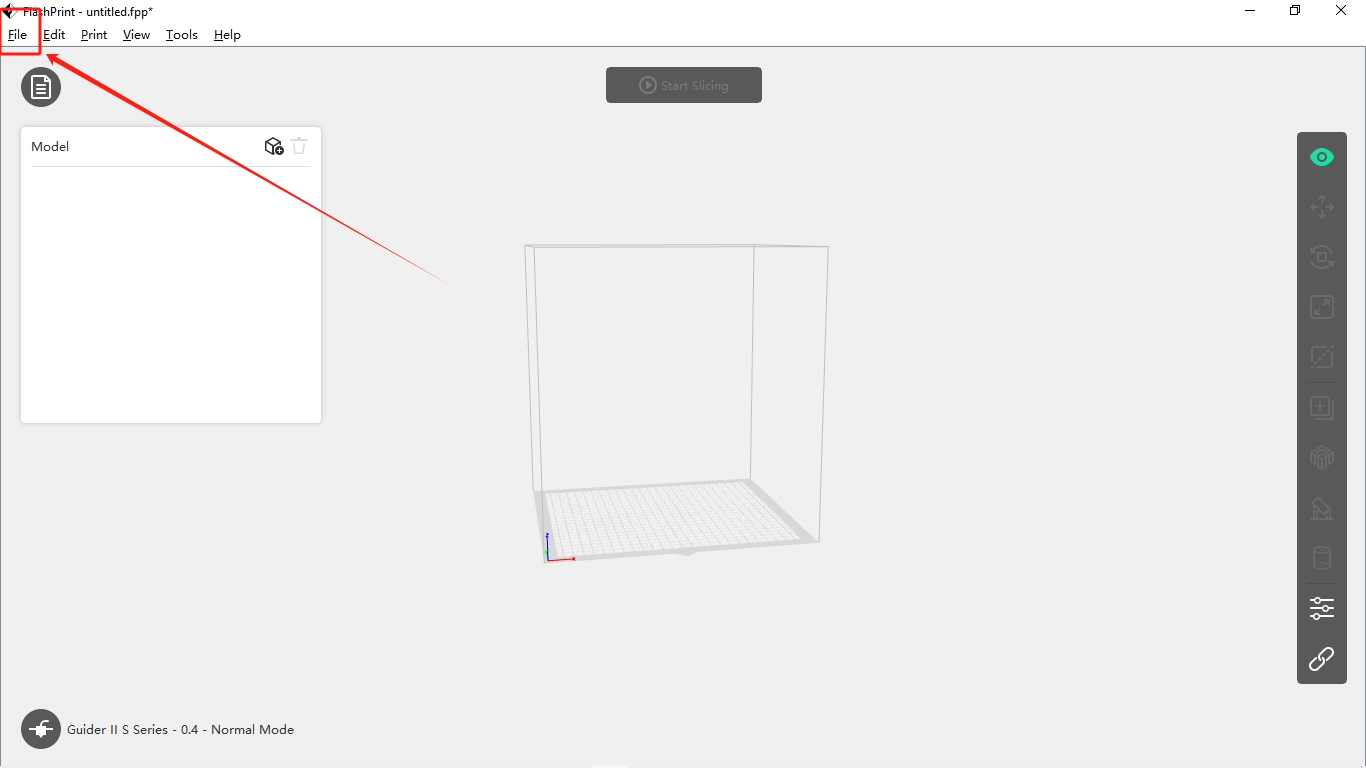 FlashPrint - untitled.fpp*
File Edit Print View Tools Help
Start Slicing
Model
Guider II S Series - 0.4 - Normal Mode